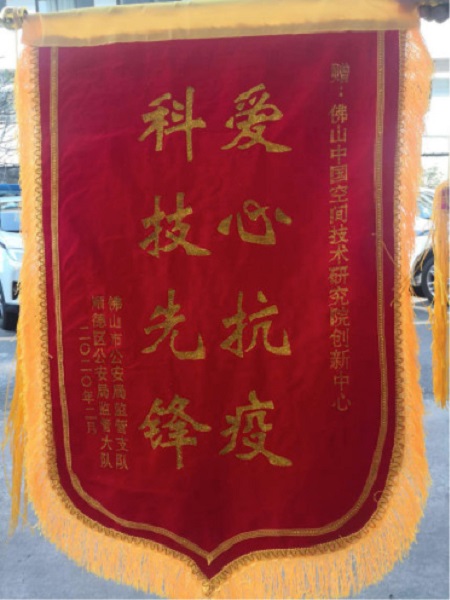 赠：佛山中国空间技术研究院创新中心
爱心抗疫
科技先锋
佛山市公安局监管支队
顺德区公安局监管大队
二〇二〇年二月